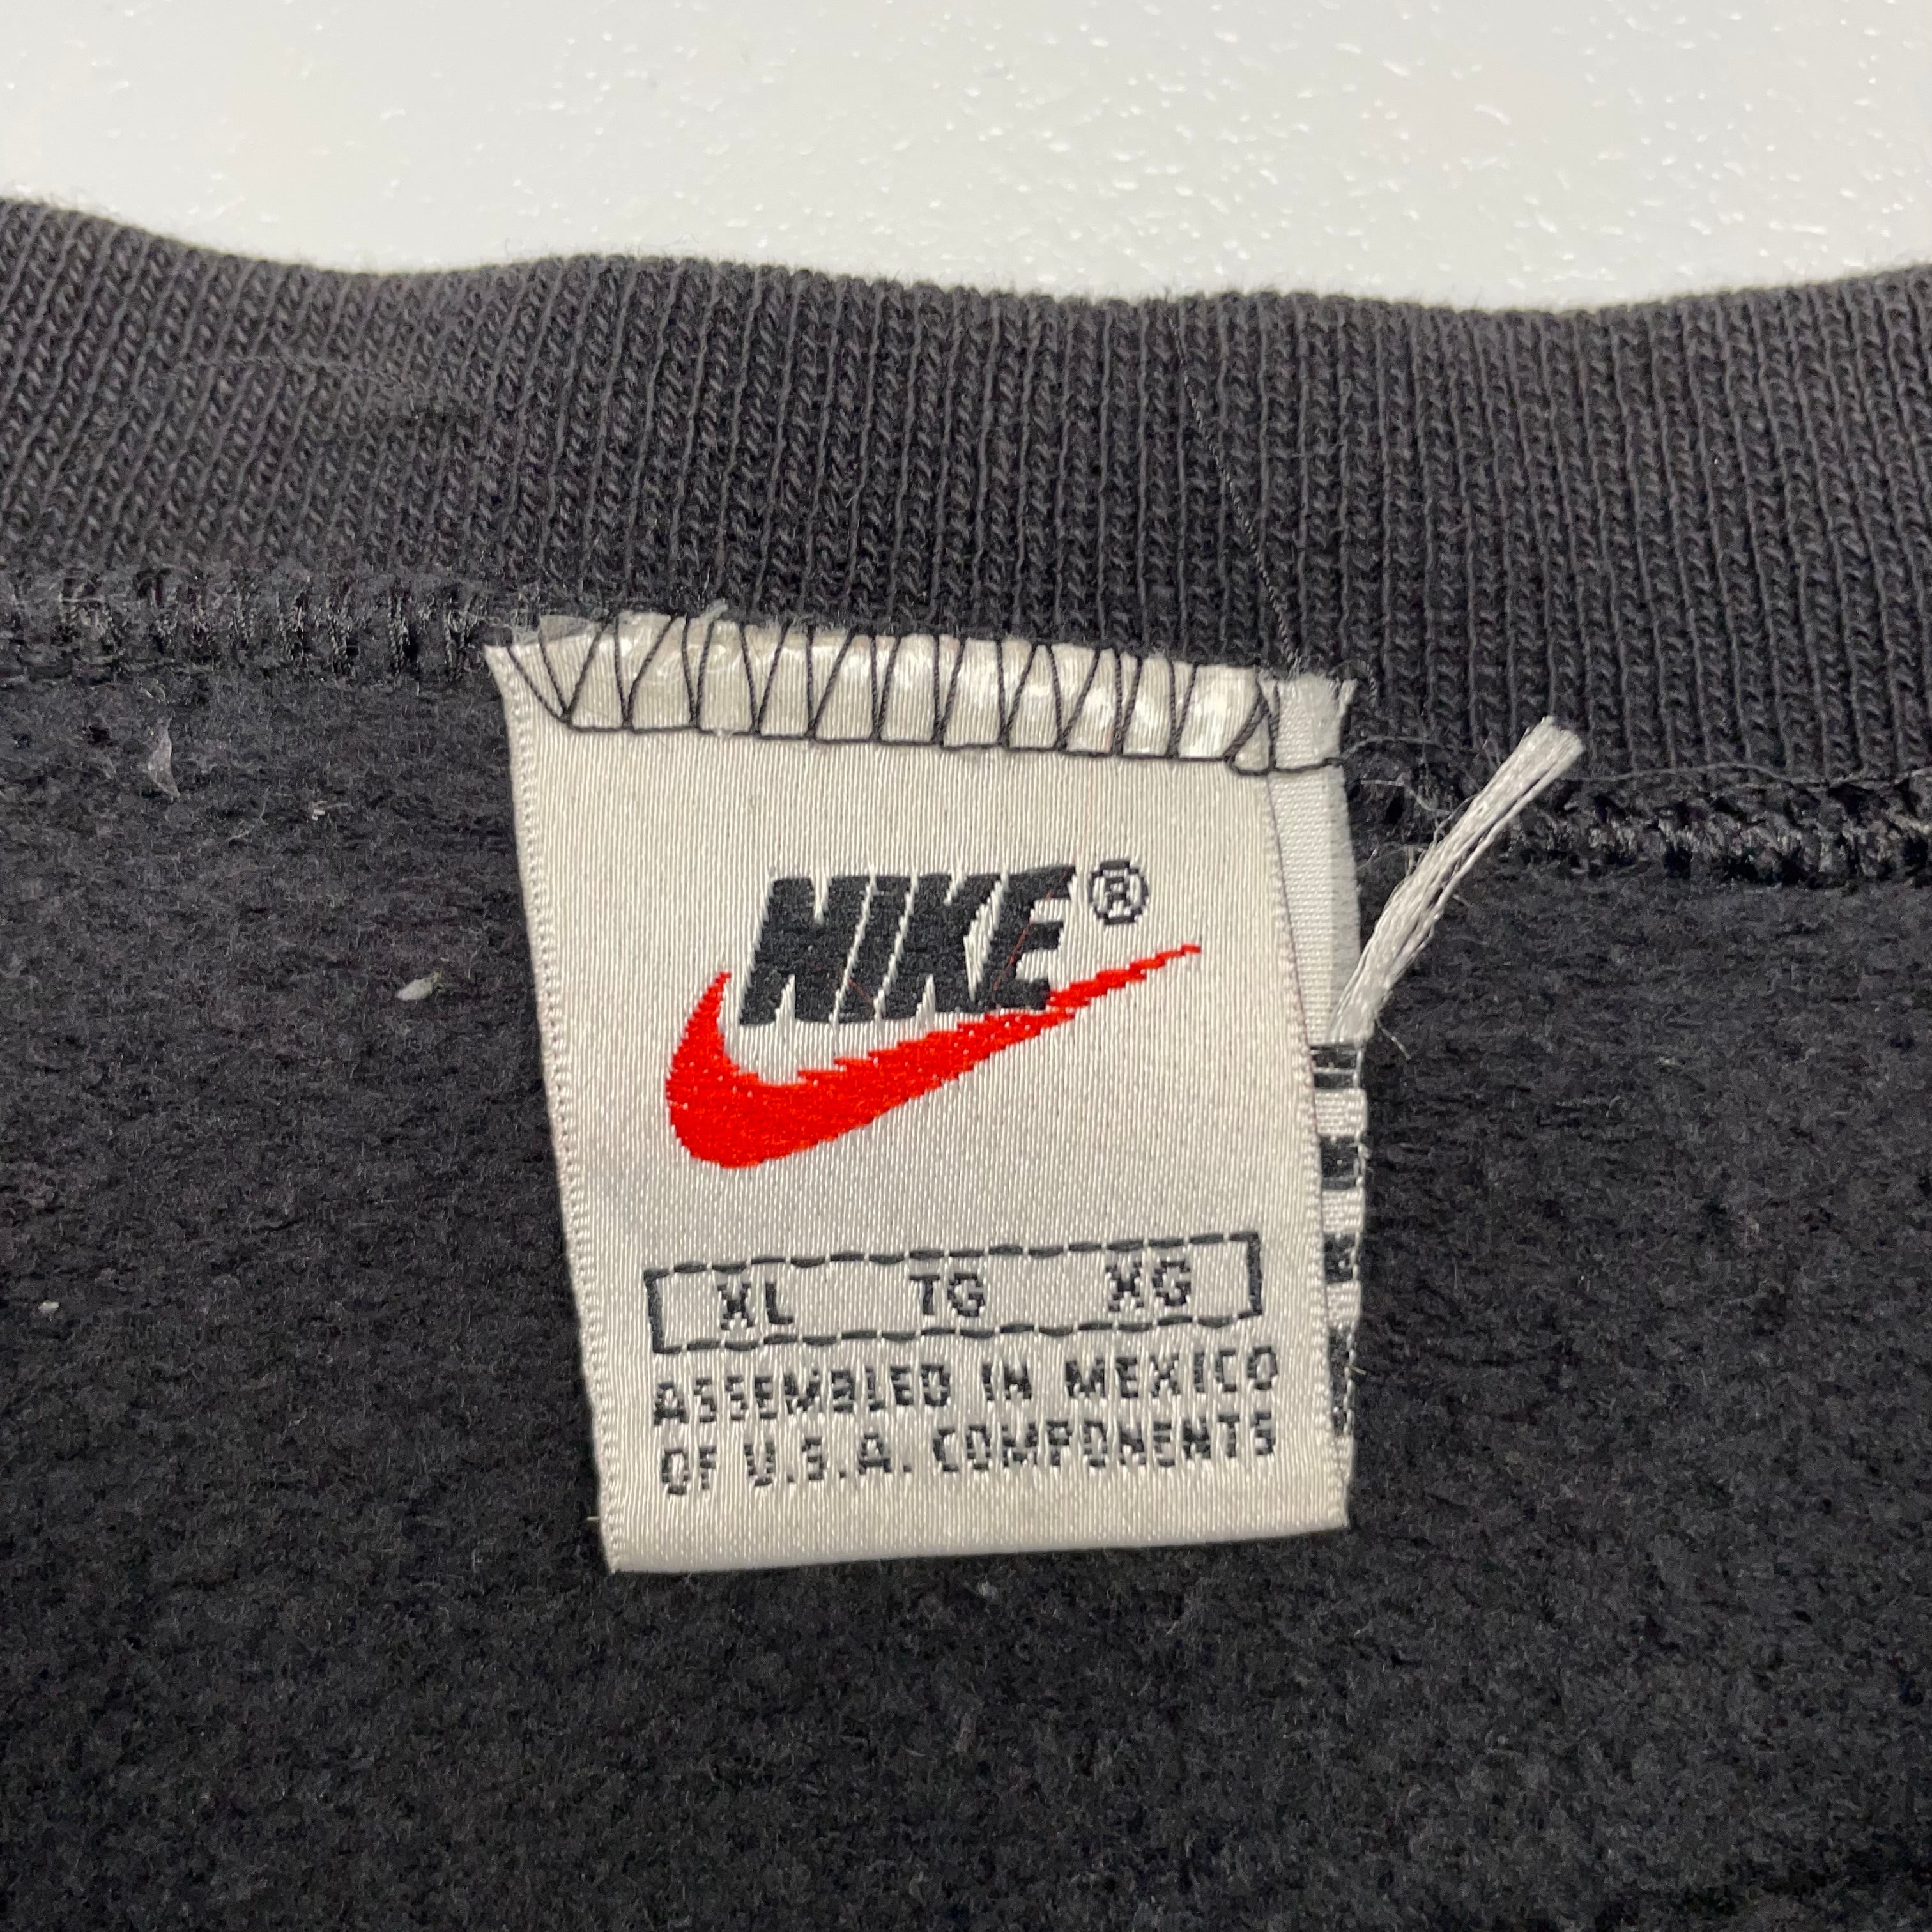 NIKE®
XL TG XG
ASSEMBLED IN MEXICO
OF U.S.A. COMPONENTS